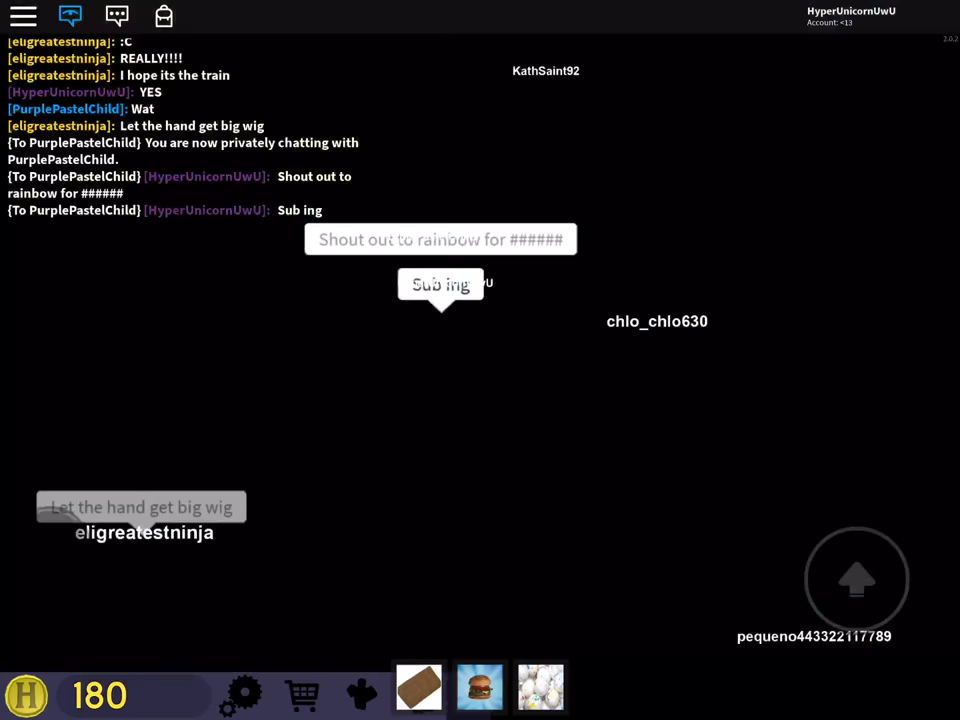 HyperUnicornUwU
Account: <13
2.0.2
[eligreatestninja]: :C
[eligreatestninja]: REALLY!!!!
[eligreatestninja]: I hope its the train
[HyperUnicornUwU]: YES
[PurplePastelChild]: Wat
[eligreatestninja]: Let the hand get big wig
{To PurplePastelChild} You are now privately chatting with
PurplePastelChild.
{To PurplePastelChild} [HyperUnicornUwU]: Shout out to
rainbow for ######
{To PurplePastelChild} [HyperUnicornUwU]: Sub ing
KathSaint92
Shout out to rainbow for ######
Sub ing
chlo_chlo630
Let the hand get big wig
eligreatestninja
pequeno443322117789
H 180